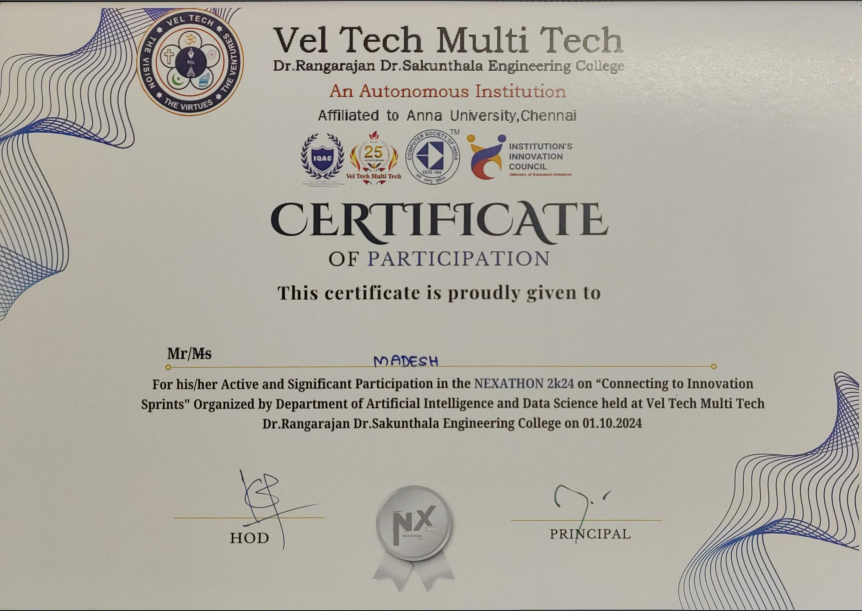 VEL TECH
THE VISION
THE VENTURES
THE VIRTUES
Vel Tech Multi Tech
Dr.Rangarajan Dr.Sakunthala Engineering College
An Autonomous Institution
Affiliated to Anna University,Chennai
IQAC
25
Vel Tech Multi Tech
COMPUTER SOCIETY OF INDIA
TM
INSTITUTION'S
INNOVATION
COUNCIL
(Ministry of Education Initiative)
CERTIFICATE
OF PARTICIPATION
This certificate is proudly given to
Mr/Ms
MADESH
For his/her Active and Significant Participation in the NEXATHON 2k24 on “Connecting to Innovation
Sprints" Organized by Department of Artificial Intelligence and Data Science held at Vel Tech Multi Tech
Dr.Rangarajan Dr.Sakunthala Engineering College on 01.10.2024
HOD
NX
PRINCIPAL